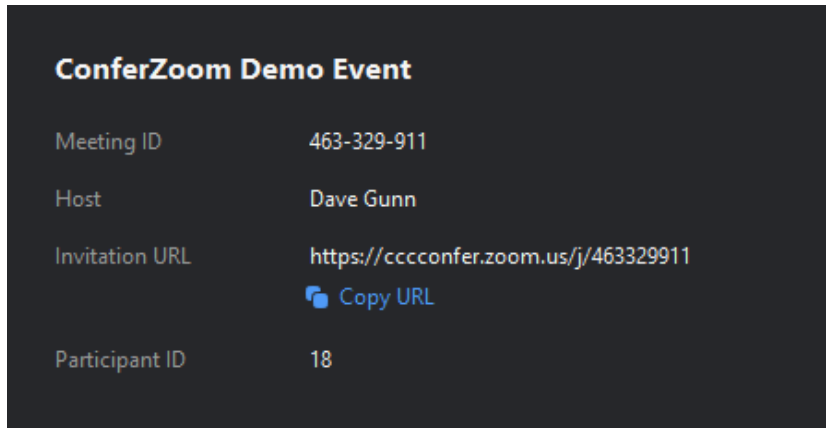 ConferZoom Demo Event
Meeting ID 463-329-911
Host Dave Gunn
Invitation URL https://cccconfer.zoom.us/j/463329911
Copy URL
Participant ID 18